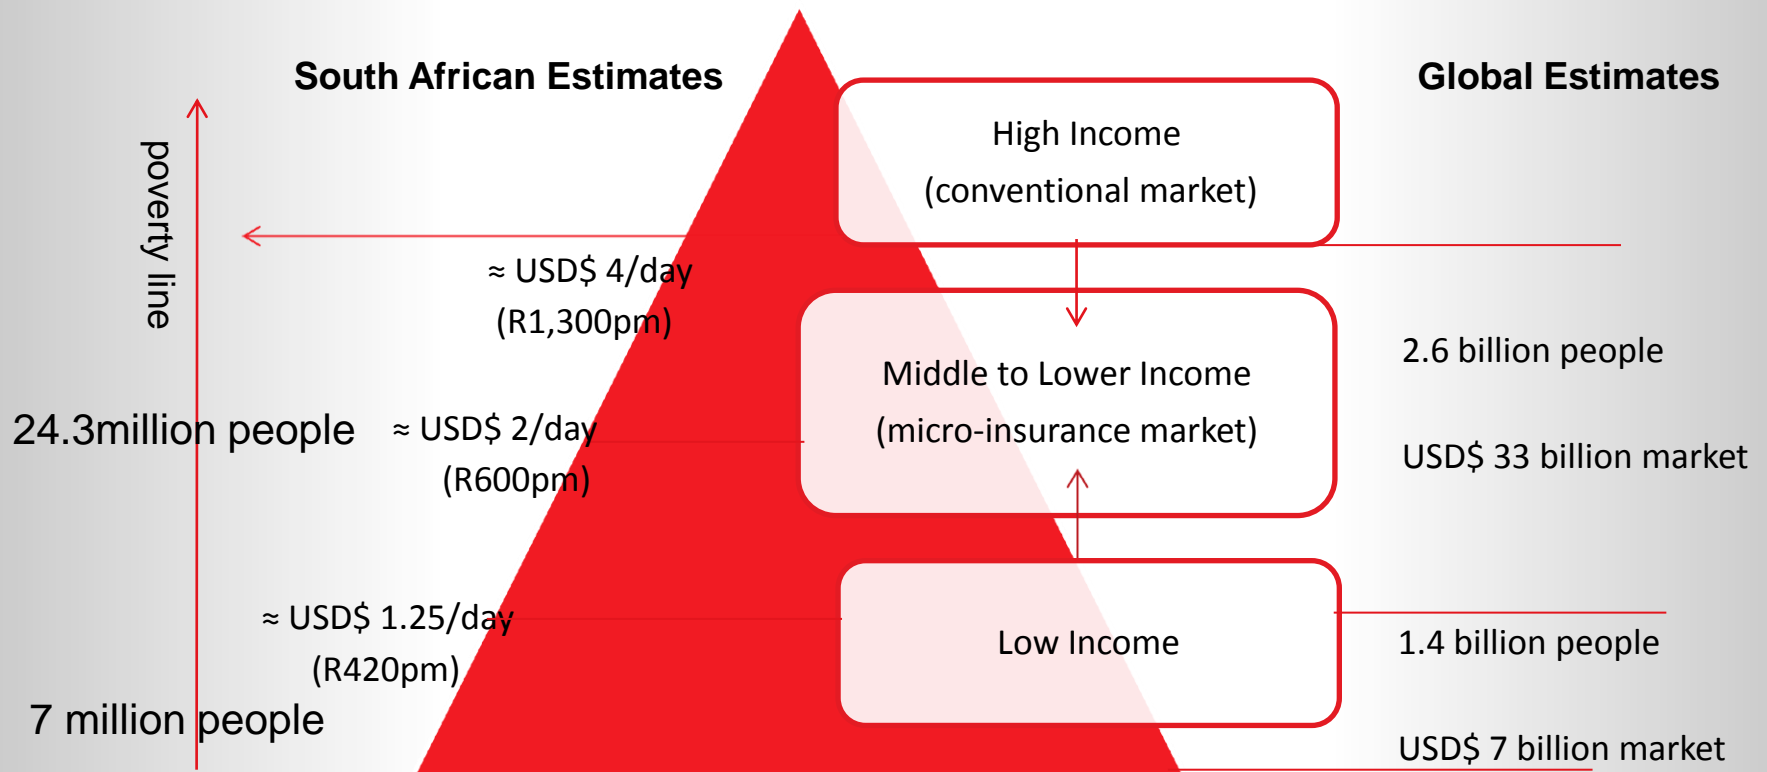 South African Estimates
Global Estimates
poverty line
High Income
(conventional market)
≈ USD$ 4/day
(R1,300pm)
Middle to Lower Income
(micro-insurance market)
2.6 billion people
USD$ 33 billion market
24.3million people
≈ USD$ 2/day
(R600pm)
≈ USD$ 1.25/day
(R420pm)
Low Income
1.4 billion people
7 million people
USD$ 7 billion market